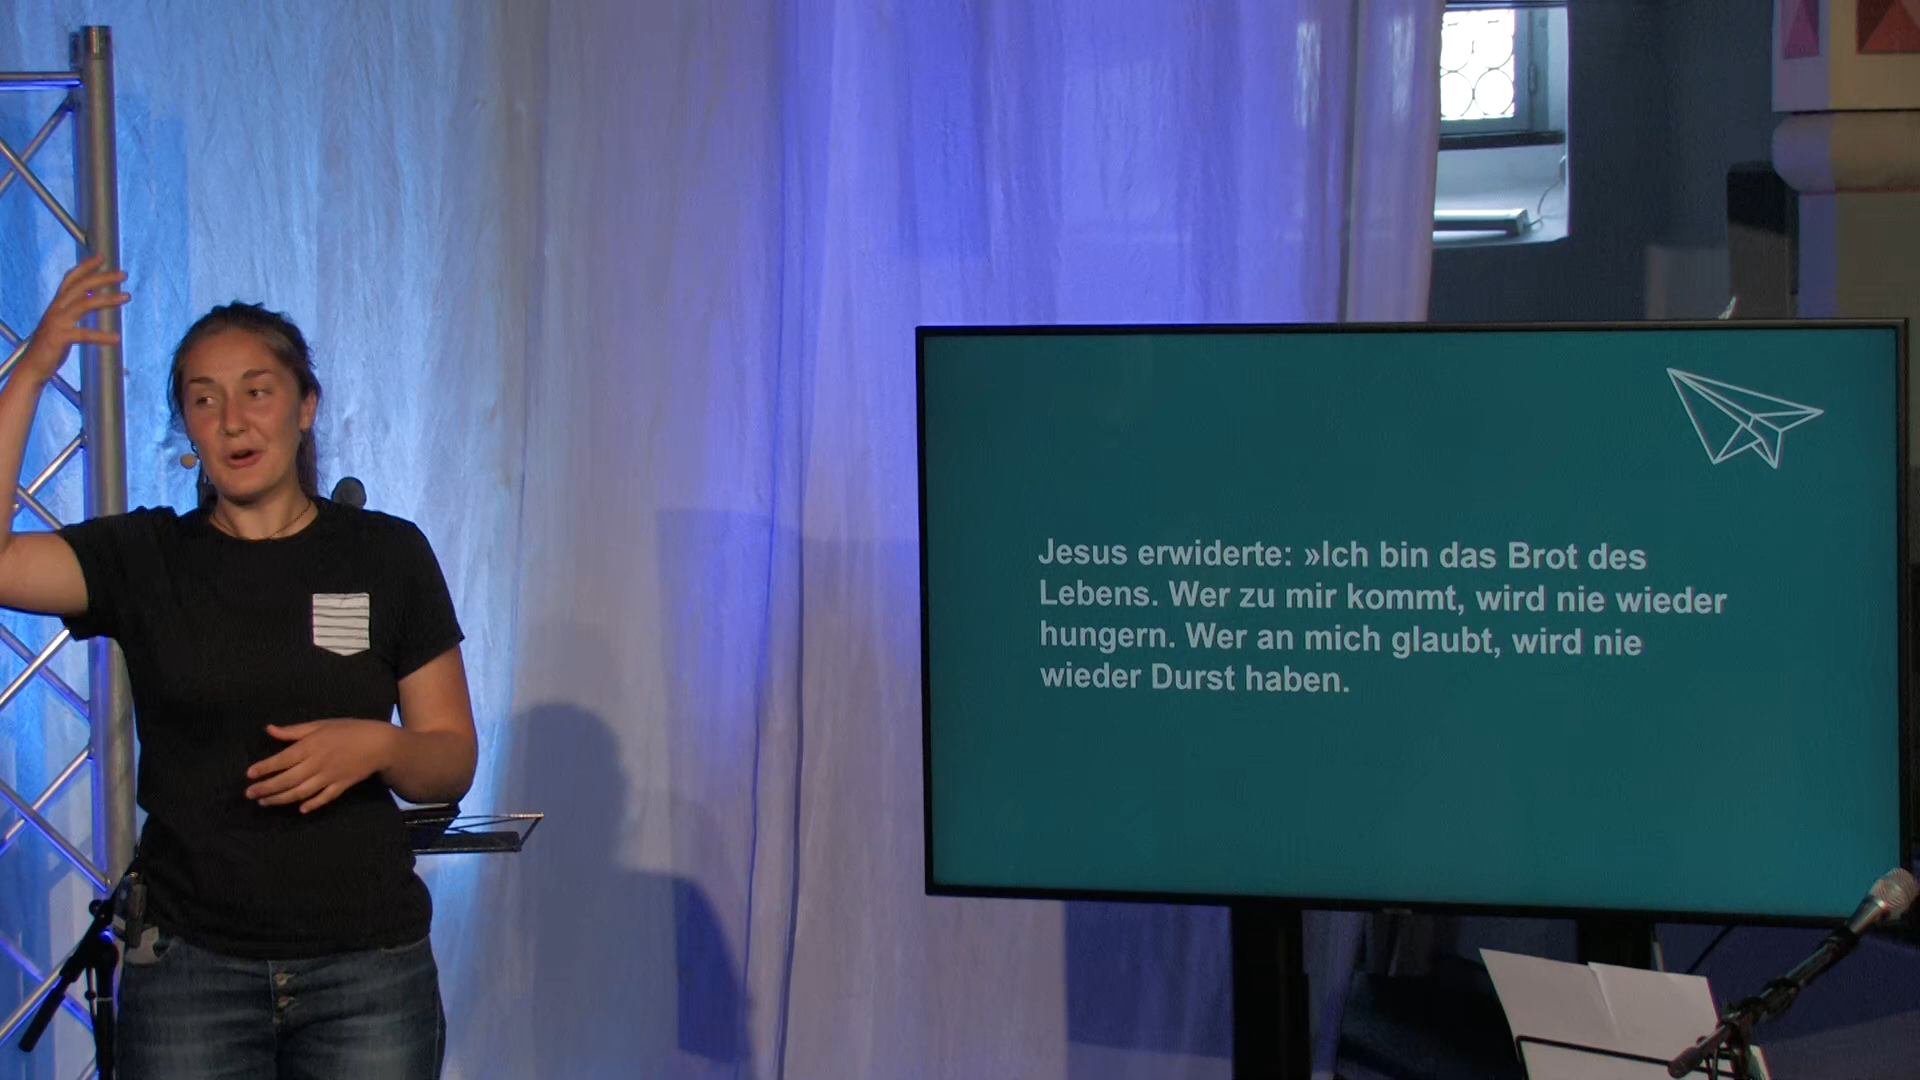 Jesus erwiderte: »Ich bin das Brot des
Lebens. Wer zu mir kommt, wird nie wieder
hungern. Wer an mich glaubt, wird nie
wieder Durst haben.